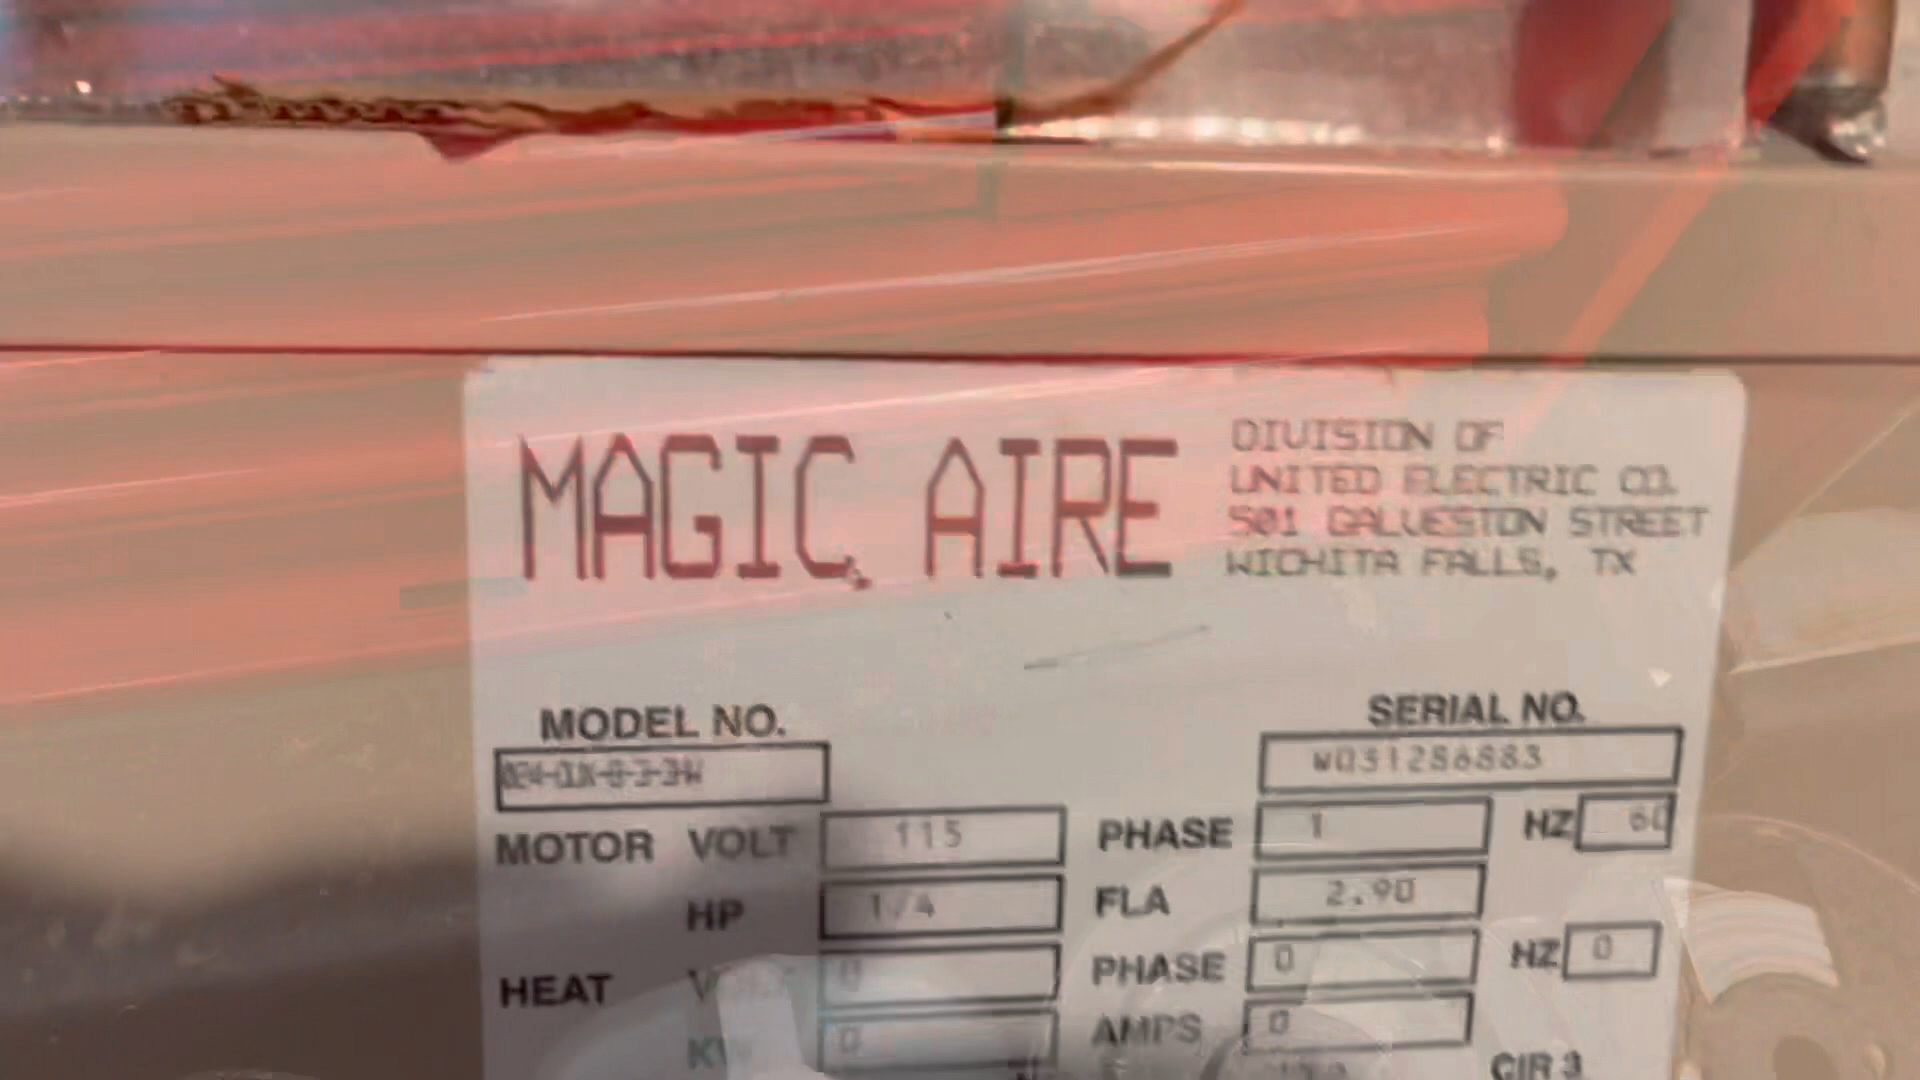 MAGIC AIRE
DIVISION OF
UNITED ELECTRIC CO.
501 GALVESTON STREET
WICHITA FALLS, TX
MODEL NO. SERIAL NO.
W031286883
MOTOR VOLT 115 PHASE 1 HZ 60
HP 1/4 FLA 2.90
HEAT 0 PHASE 0 HZ 0
0 AMPS 0
CIR 3